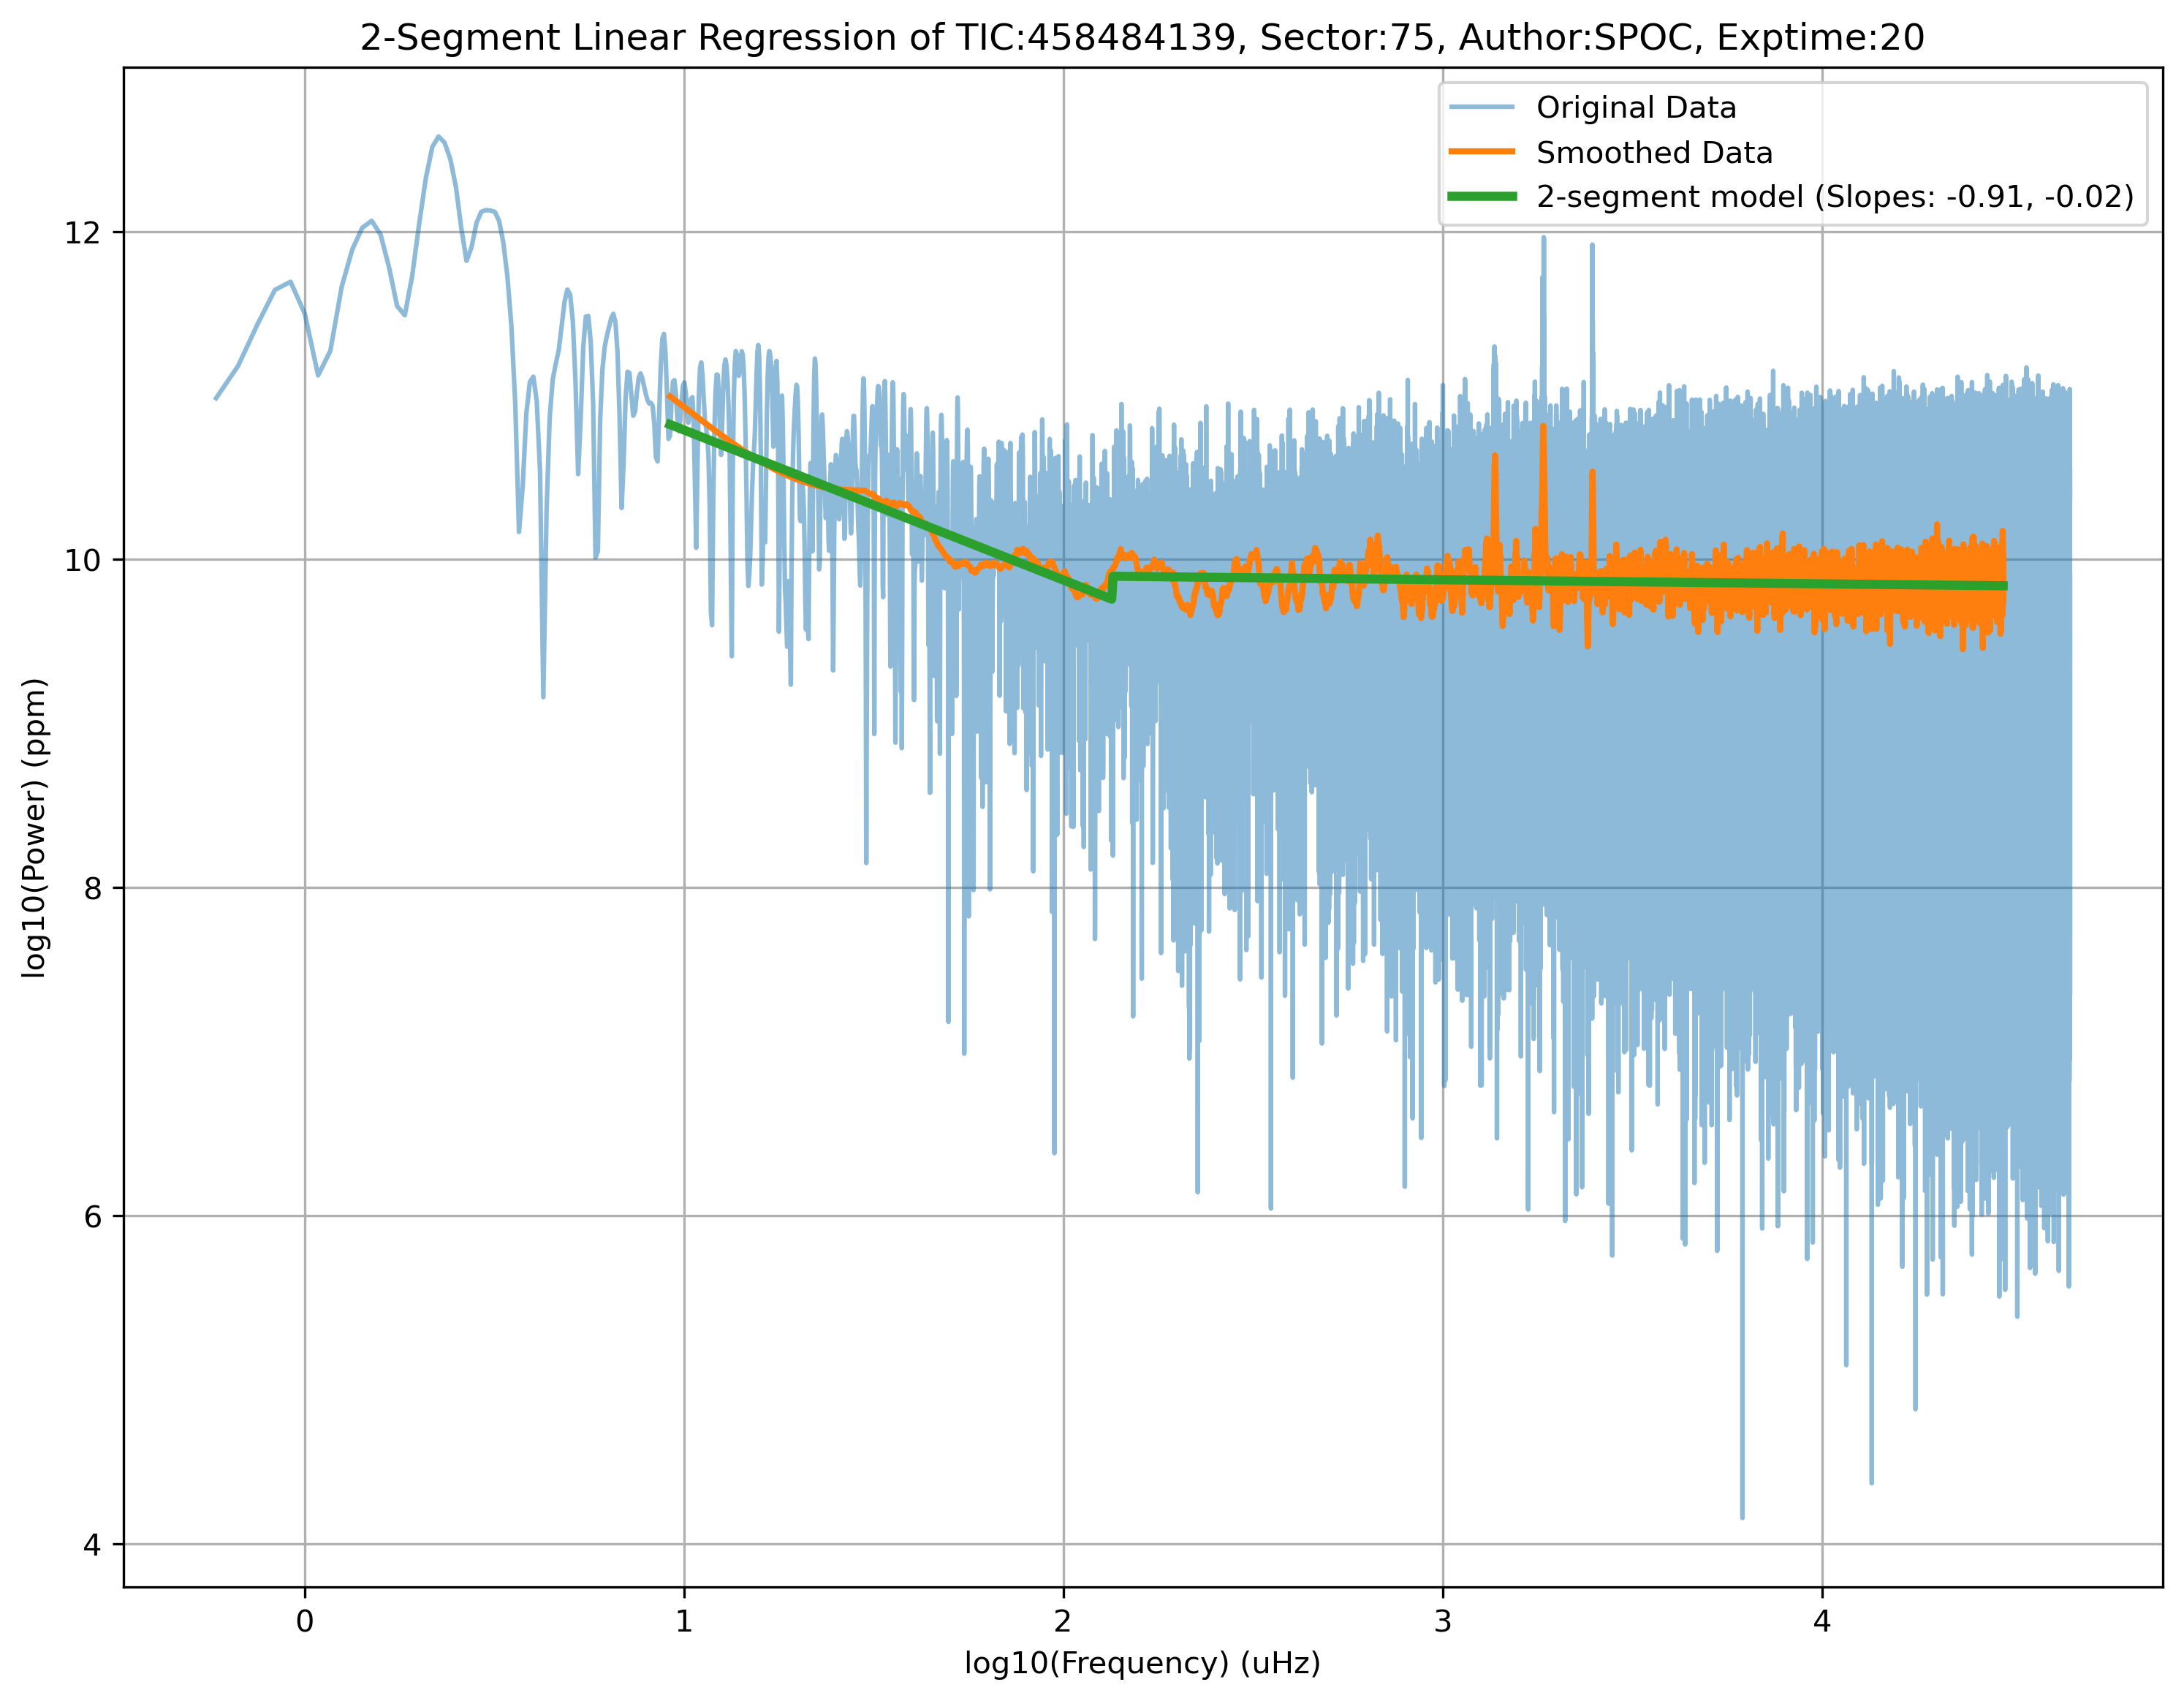 2-Segment Linear Regression of TIC:458484139, Sector:75, Author:SPOC, Exptime:20
Original Data
Smoothed Data
2-segment model (Slopes: -0.91, -0.02)
log10(Power) (ppm)
12
10
8
6
4
0 1 2 3 4
log10(Frequency) (uHz)